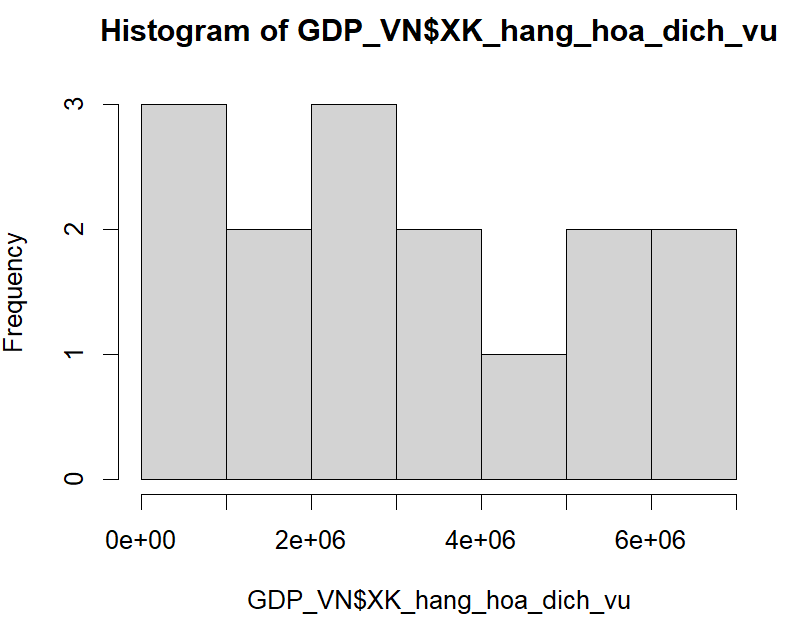 Histogram of GDP_VN$XK_hang_hoa_dich_vu
Frequency
3
2
1
0
0e+00 2e+06 4e+06 6e+06
GDP_VN$XK_hang_hoa_dich_vu